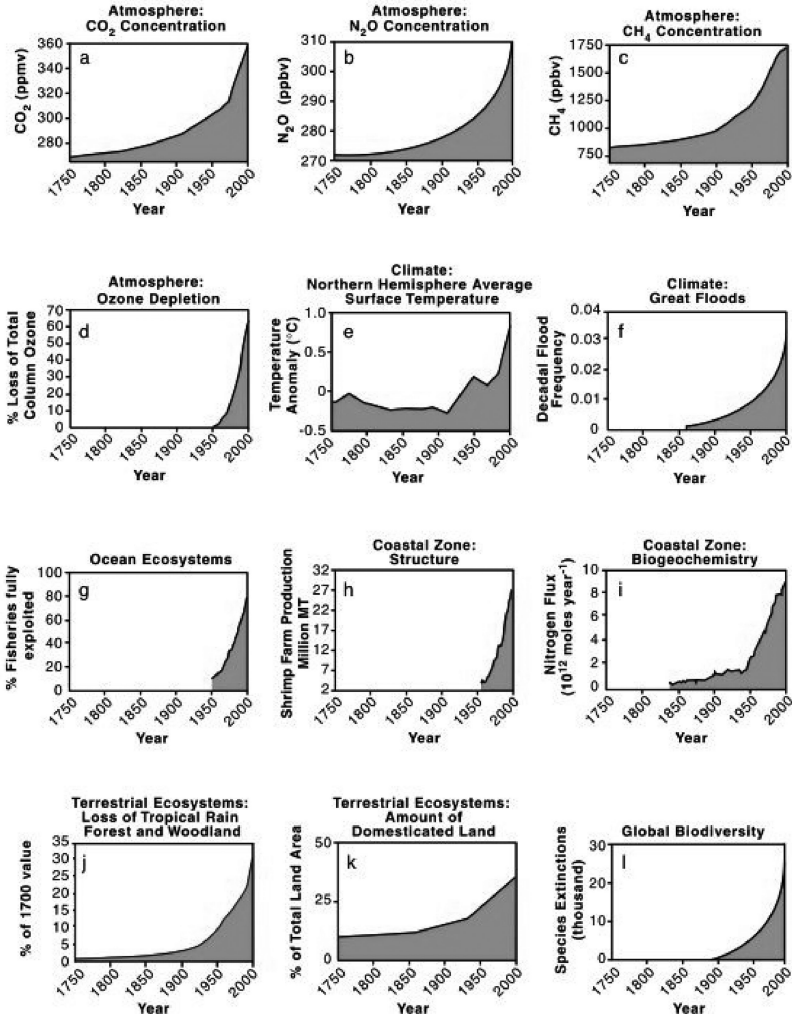 Atmosphere:
CO2 Concentration
a
CO2 (ppmv)
360
340
320
300
280
1750
1800
1850
1900
1950
2000
Year
Atmosphere:
N2O Concentration
b
N2O (ppbv)
310
300
290
280
270
1750
1800
1850
1900
1950
2000
Year
Atmosphere:
CH4 Concentration
c
CH4 (ppbv)
1750
1500
1250
1000
750
1750
1800
1850
1900
1950
2000
Year
Atmosphere:
Ozone Depletion
d
% Loss of Total
Column Ozone
70
60
50
40
30
20
10
0
1750
1800
1850
1900
1950
2000
Year
Climate:
Northern Hemisphere Average
Surface Temperature
e
Temperature
Anomaly (°C)
1.0
0.5
0
-0.5
1750
1800
1850
1900
1950
2000
Year
Climate:
Great Floods
f
Decadal Flood
Frequency
0.04
0.03
0.02
0.01
0
1750
1800
1850
1900
1950
2000
Year
Ocean Ecosystems
g
% Fisheries fully
exploited
100
80
60
40
20
0
1750
1800
1850
1900
1950
2000
Year
Coastal Zone:
Structure
h
Shrimp Farm Production
Million MT
32
27
22
17
12
7
2
1750
1800
1850
1900
1950
2000
Year
Coastal Zone:
Biogeochemistry
i
Nitrogen Flux
(10¹² moles year⁻¹)
10
8
6
4
2
0
1750
1800
1850
1900
1950
2000
Year
Terrestrial Ecosystems:
Loss of Tropical Rain
Forest and Woodland
j
% of 1700 value
35
30
25
20
15
10
5
0
1750
1800
1850
1900
1950
2000
Year
Terrestrial Ecosystems:
Amount of
Domesticated Land
k
% of Total Land Area
50
25
0
1750
1800
1850
1900
1950
2000
Year
Global Biodiversity
l
Species Extinctions
(thousand)
30
20
10
0
1750
1800
1850
1900
1950
2000
Year